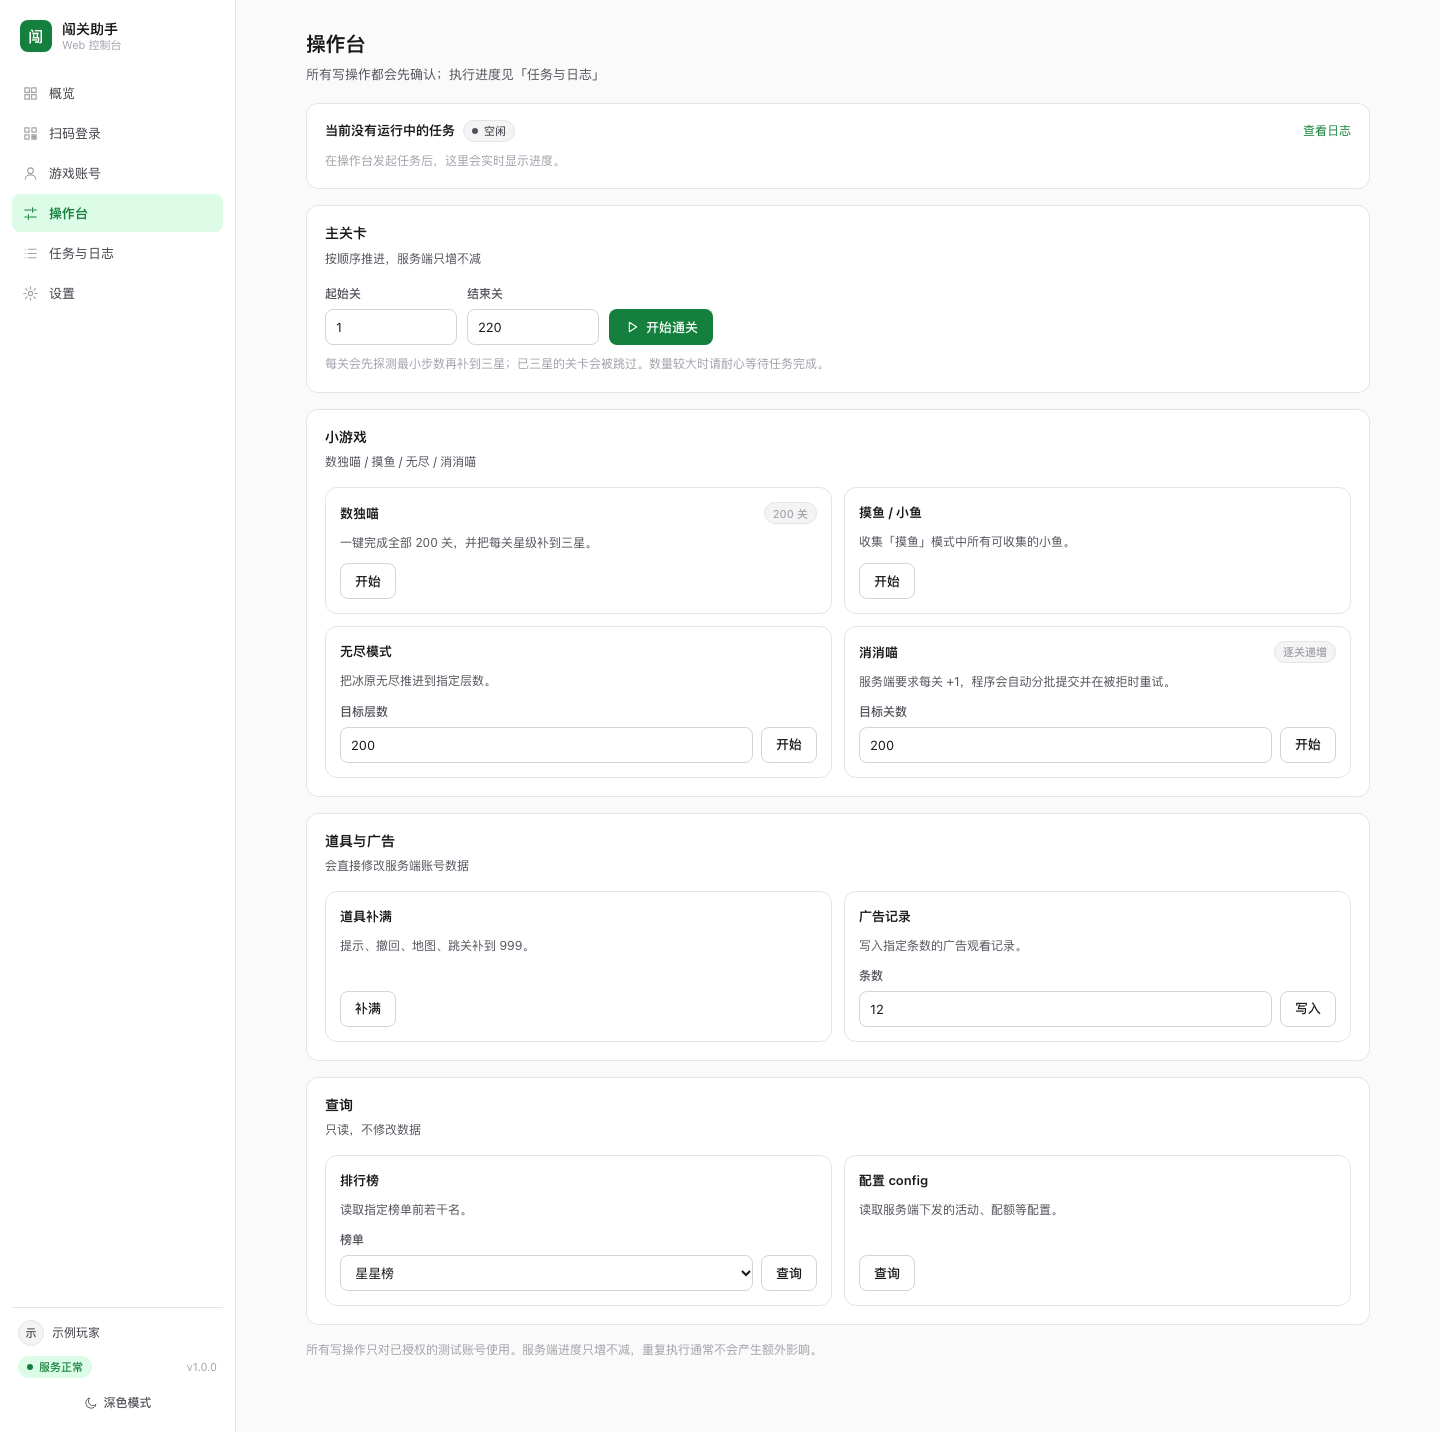 闯
闯关助手
Web 控制台
概览
扫码登录
游戏账号
操作台
任务与日志
设置
示
示例玩家
服务正常
v1.0.0
深色模式
操作台
所有写操作都会先确认；执行进度见「任务与日志」
当前没有运行中的任务
空闲
查看日志
在操作台发起任务后，这里会实时显示进度。
主关卡
按顺序推进，服务端只增不减
起始关
结束关
1
220
开始通关
每关会先探测最小步数再补到三星；已三星的关卡会被跳过。数量较大时请耐心等待任务完成。
小游戏
数独喵 / 摸鱼 / 无尽 / 消消喵
数独喵
200 关
一键完成全部 200 关，并把每关星级补到三星。
开始
摸鱼 / 小鱼
收集「摸鱼」模式中所有可收集的小鱼。
开始
无尽模式
把冰原无尽推进到指定层数。
目标层数
200
开始
消消喵
逐关递增
服务端要求每关 +1，程序会自动分批提交并在被拒时重试。
目标关数
200
开始
道具与广告
会直接修改服务端账号数据
道具补满
提示、撤回、地图、跳关补到 999。
补满
广告记录
写入指定条数的广告观看记录。
条数
12
写入
查询
只读，不修改数据
排行榜
读取指定榜单前若干名。
榜单
星星榜
查询
配置 config
读取服务端下发的活动、配额等配置。
查询
所有写操作只对已授权的测试账号使用。服务端进度只增不减，重复执行通常不会产生额外影响。